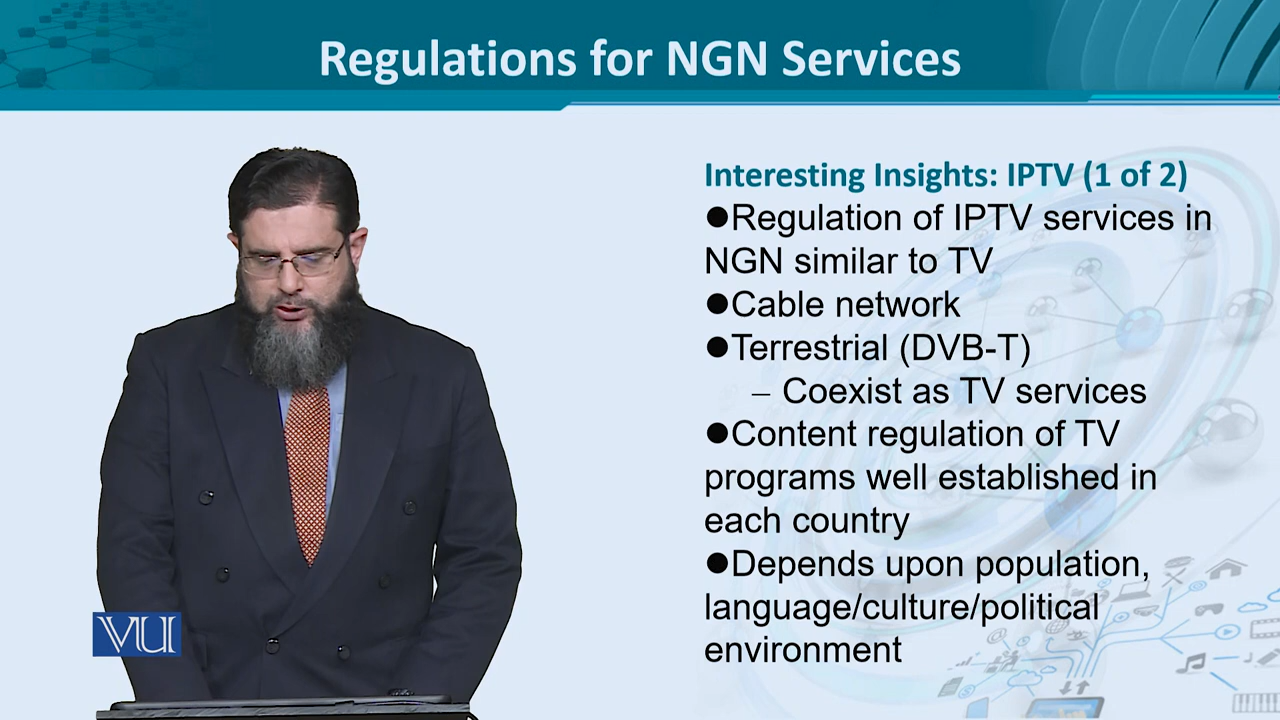 Regulations for NGN Services
Interesting Insights: IPTV (1 of 2)
●Regulation of IPTV services in
NGN similar to TV
●Cable network
●Terrestrial (DVB-T)
– Coexist as TV services
●Content regulation of TV
programs well established in
each country
●Depends upon population,
language/culture/political
environment
VU